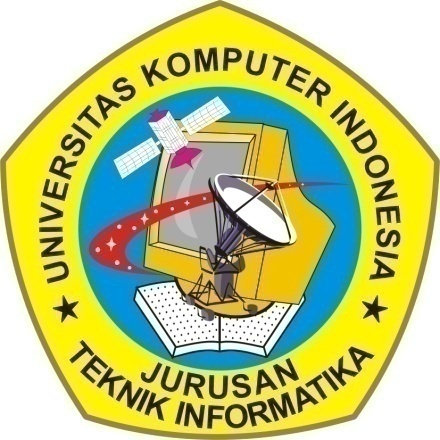 UNIVERSITAS KOMPUTER INDONESIA
JURUSAN
TEKNIK INFORMATIKA